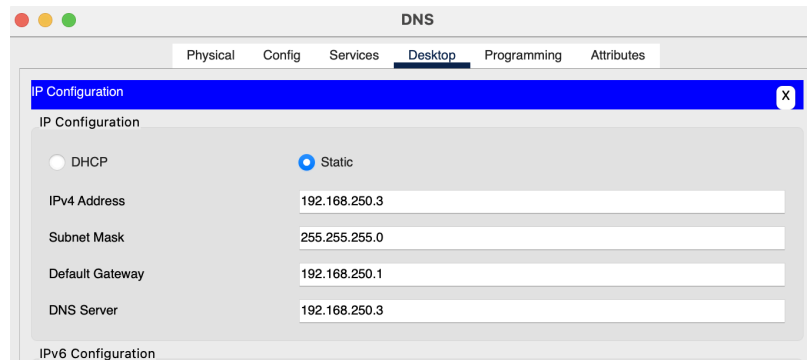 DNS
Physical Config Services Desktop Programming Attributes
IP Configuration
X
IP Configuration
DHCP Static
IPv4 Address 192.168.250.3
Subnet Mask 255.255.255.0
Default Gateway 192.168.250.1
DNS Server 192.168.250.3
IPv6 Configuration